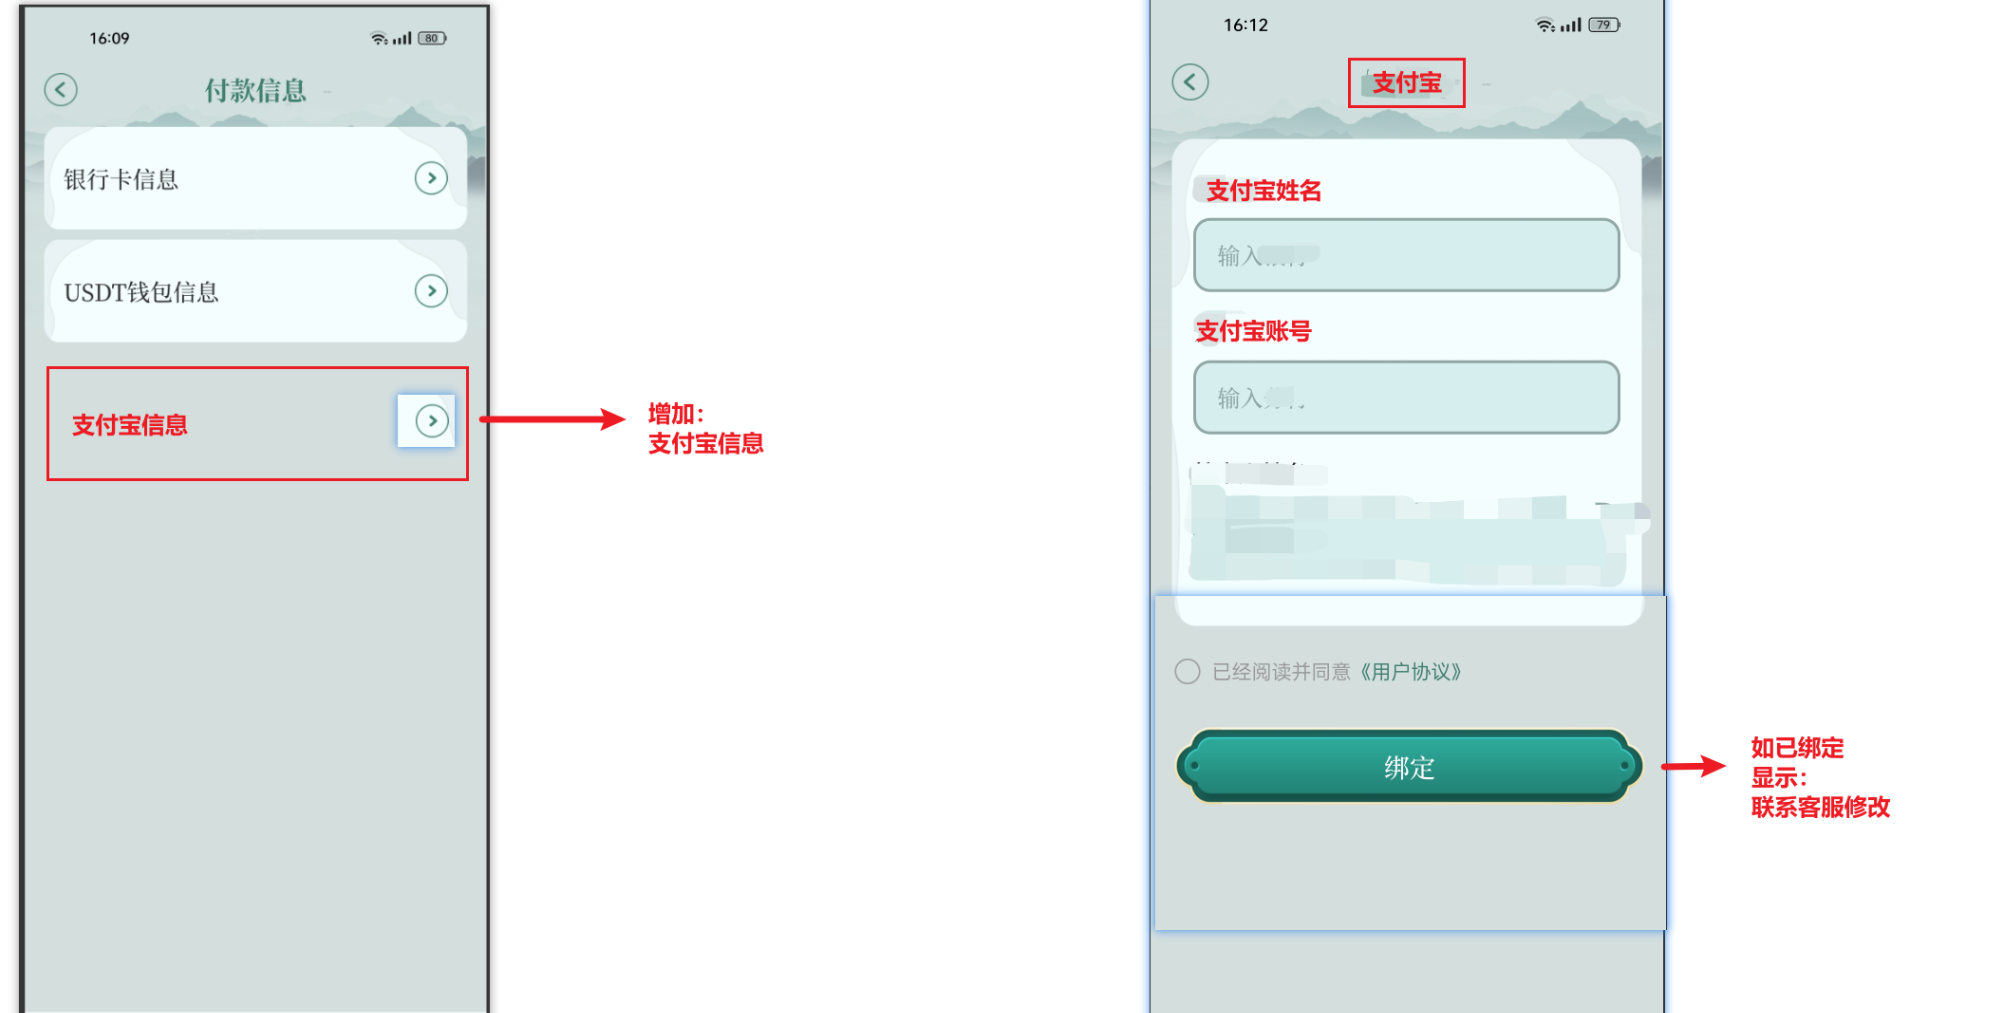 16:09
80
付款信息
银行卡信息
USDT钱包信息
支付宝信息
增加：
支付宝信息
16:12
79
支付宝
支付宝姓名
输入
支付宝账号
输入
已经阅读并同意《用户协议》
绑定
如已绑定
显示：
联系客服修改